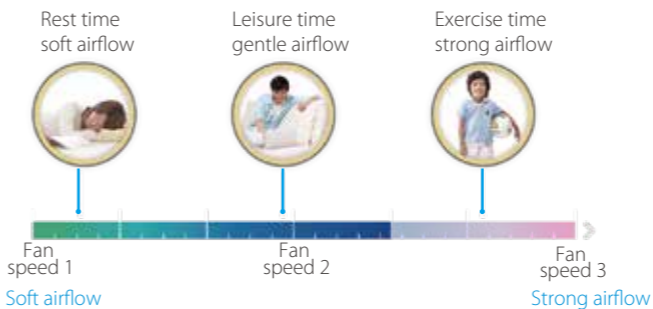 Rest time
soft airflow
Leisure time
gentle airflow
Exercise time
strong airflow
Fan
speed 1
Fan
speed 2
Fan
speed 3
Soft airflow
Strong airflow